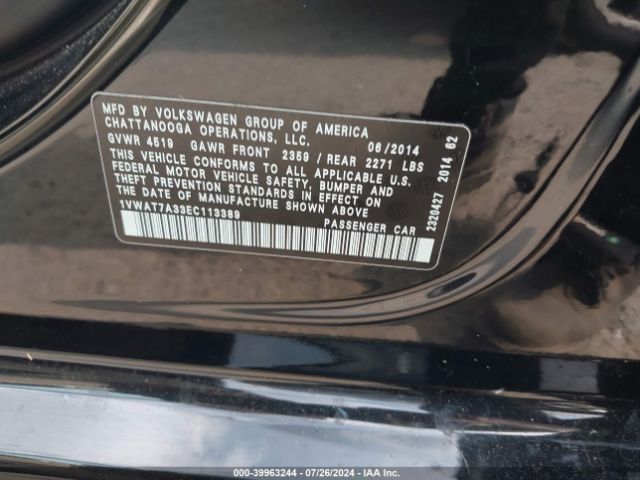 MFD BY VOLKSWAGEN GROUP OF AMERICA
CHATTANOOGA OPERATIONS, LLC. 06/2014
GVWR 4519 GAWR FRONT 2359 / REAR 2271 LBS
THIS VEHICLE CONFORMS TO ALL APPLICABLE U.S.
FEDERAL MOTOR VEHICLE SAFETY, BUMPER AND
THEFT PREVENTION STANDARDS IN EFFECT ON
THE DATE OF MANUFACTURE SHOWN ABOVE
1VWAT7A33EC113389
PASSENGER CAR
2320427 2014 62
000-39963244 - 07/26/2024 - IAA Inc.